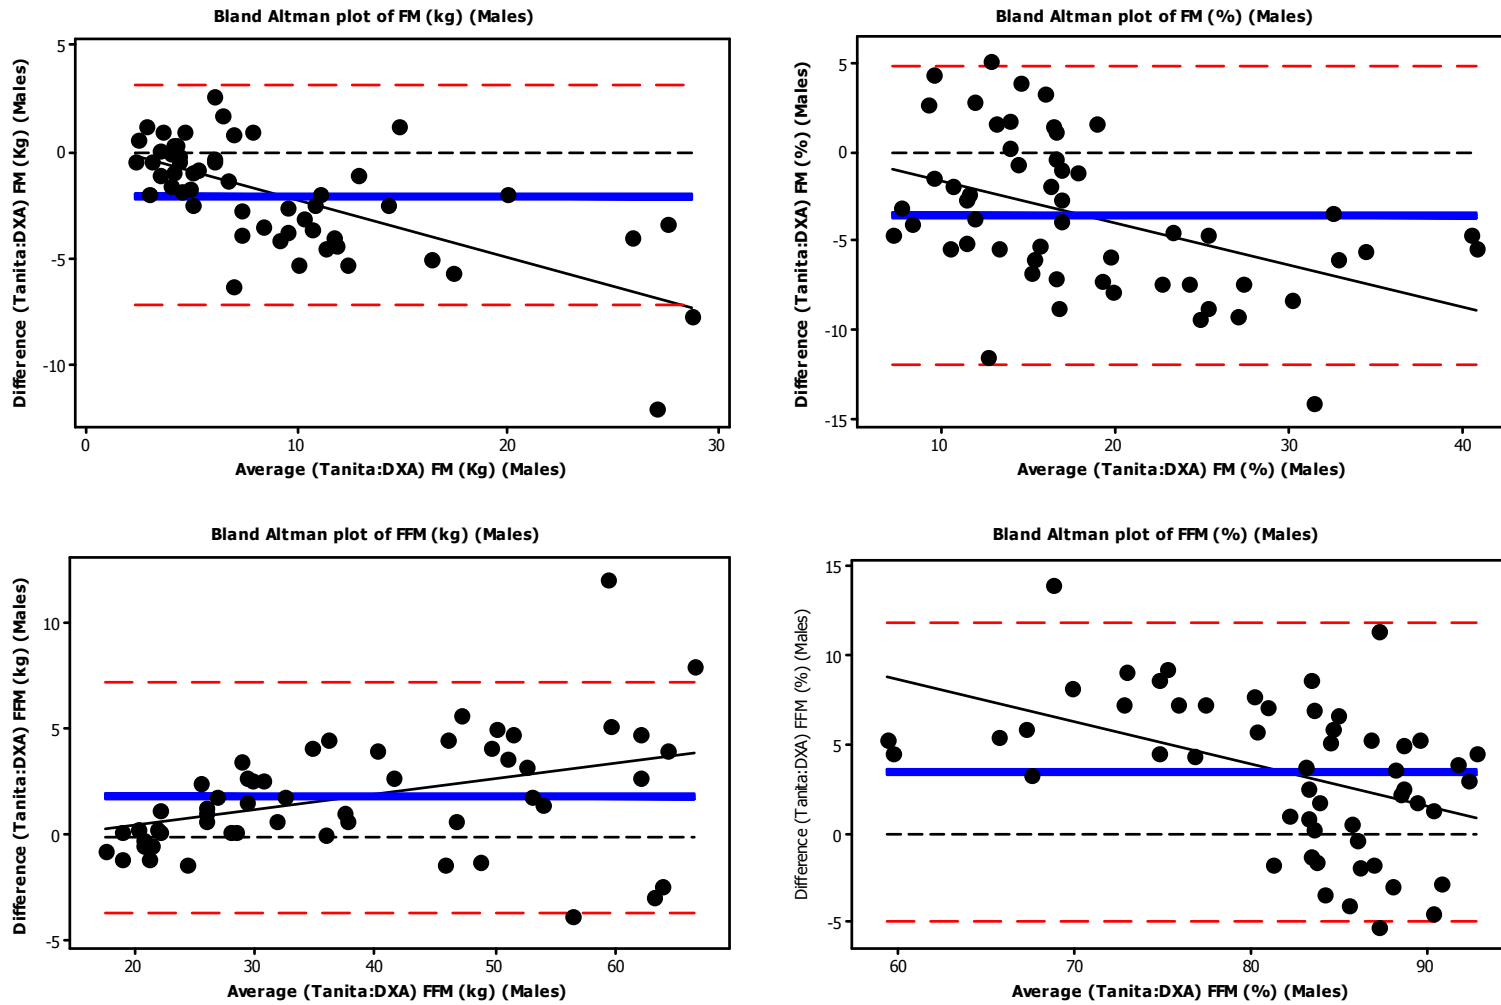 Bland Altman plot of FM (kg) (Males)
Difference (Tanita:DXA) FM (Kg) (Males)
5
0
-5
-10
0 10 20 30
Average (Tanita:DXA) FM (Kg) (Males)
Bland Altman plot of FM (%) (Males)
Difference (Tanita:DXA) FM (%) (Males)
5
0
-5
-10
-15
10 20 30 40
Average (Tanita:DXA) FM (%) (Males)
Bland Altman plot of FFM (kg) (Males)
Difference (Tanita:DXA) FFM (kg) (Males)
10
5
0
-5
20 30 40 50 60
Average (Tanita:DXA) FFM (kg) (Males)
Bland Altman plot of FFM (%) (Males)
Difference (Tanita:DXA) FFM (%) (Males)
15
10
5
0
-5
60 70 80 90
Average (Tanita:DXA) FFM (%) (Males)